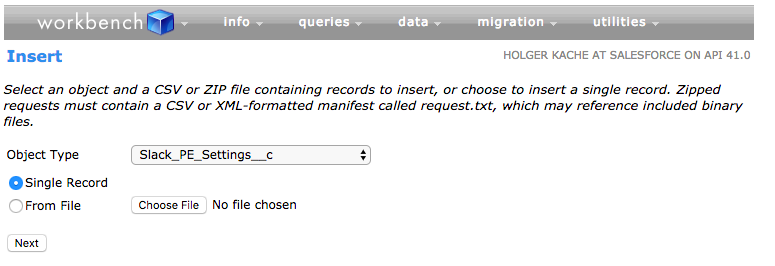 workbench info queries data migration utilities
Insert HOLGER KACHE AT SALESFORCE ON API 41.0
Select an object and a CSV or ZIP file containing records to insert, or choose to insert a single record. Zipped
requests must contain a CSV or XML-formatted manifest called request.txt, which may reference included binary
files.
Object Type Slack_PE_Settings__c
Single Record
From File Choose File No file chosen
Next